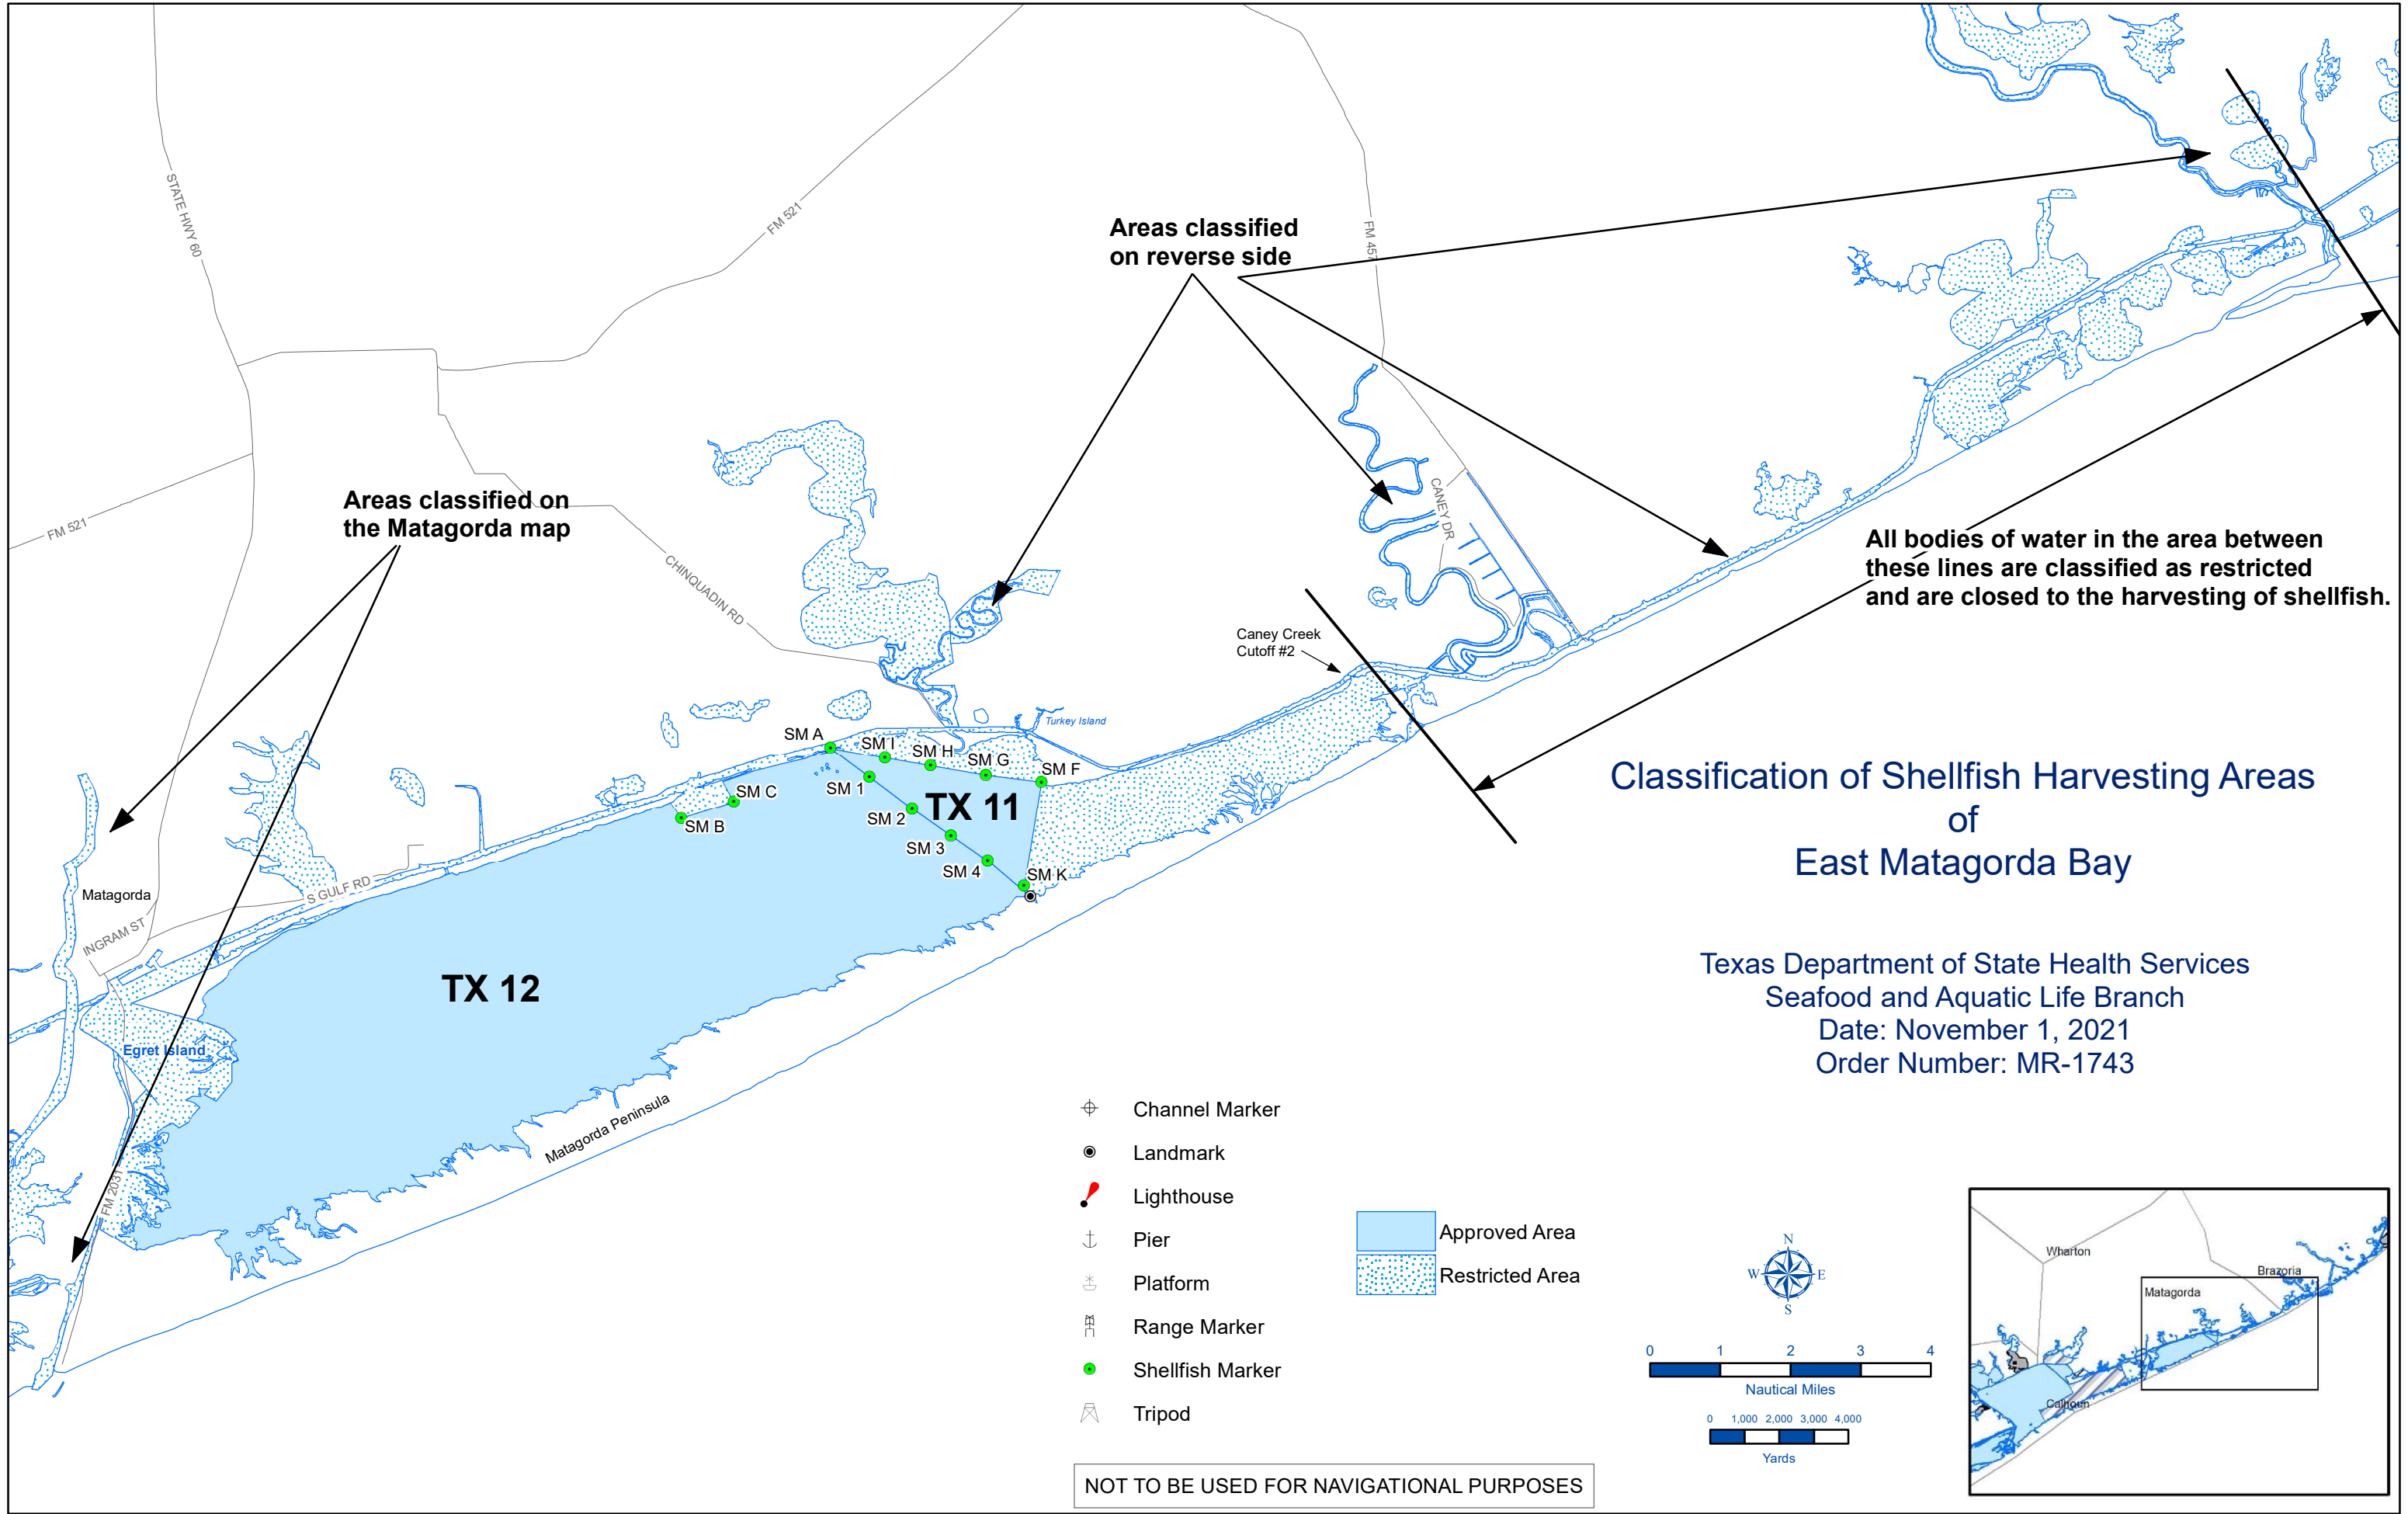 STATE HWY 60
FM 521
FM 521
FM 457
Areas classified
on reverse side
Areas classified on
the Matagorda map
CHINQUADIN RD
CANEY DR
All bodies of water in the area between
these lines are classified as restricted
and are closed to the harvesting of shellfish.
Caney Creek
Cutoff #2
Turkey Island
SM A
SM I
SM H
SM G
SM F
SM C
SM B
SM 1
SM 2
SM 3
SM 4
SM K
TX 11
TX 12
Matagorda
INGRAM ST
S GULF RD
Egret Island
FM 2031
Matagorda Peninsula
Classification of Shellfish Harvesting Areas
of
East Matagorda Bay
Texas Department of State Health Services
Seafood and Aquatic Life Branch
Date: November 1, 2021
Order Number: MR-1743
Channel Marker
Landmark
Lighthouse
Pier
Platform
Range Marker
Shellfish Marker
Tripod
Approved Area
Restricted Area
N
W E
S
0 1 2 3 4
Nautical Miles
0 1,000 2,000 3,000 4,000
Yards
Wharton
Brazoria
Matagorda
Calhoun
NOT TO BE USED FOR NAVIGATIONAL PURPOSES